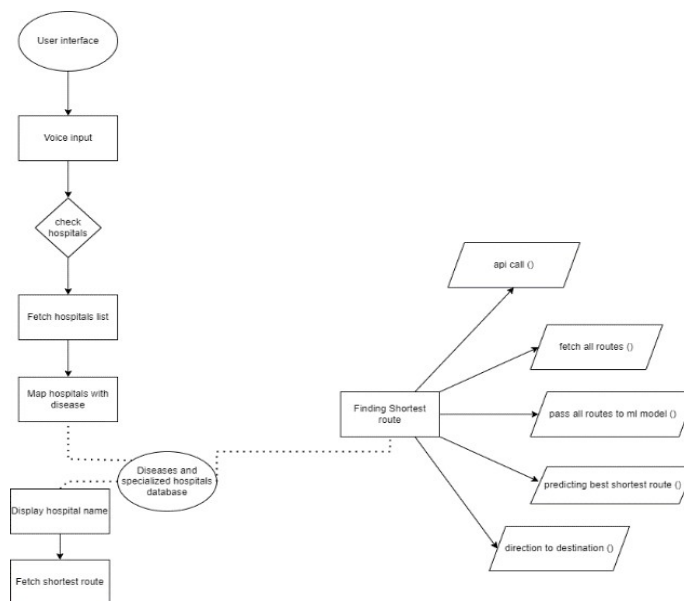 User interface
Voice input
check
hospitals
Fetch hospitals list
Map hospitals with
disease
Diseases and
specialized hospitals
database
Display hospital name
Fetch shortest route
Finding Shortest
route
api call ()
fetch all routes ()
pass all routes to ml model ()
predicting best shortest route ()
direction to destination ()